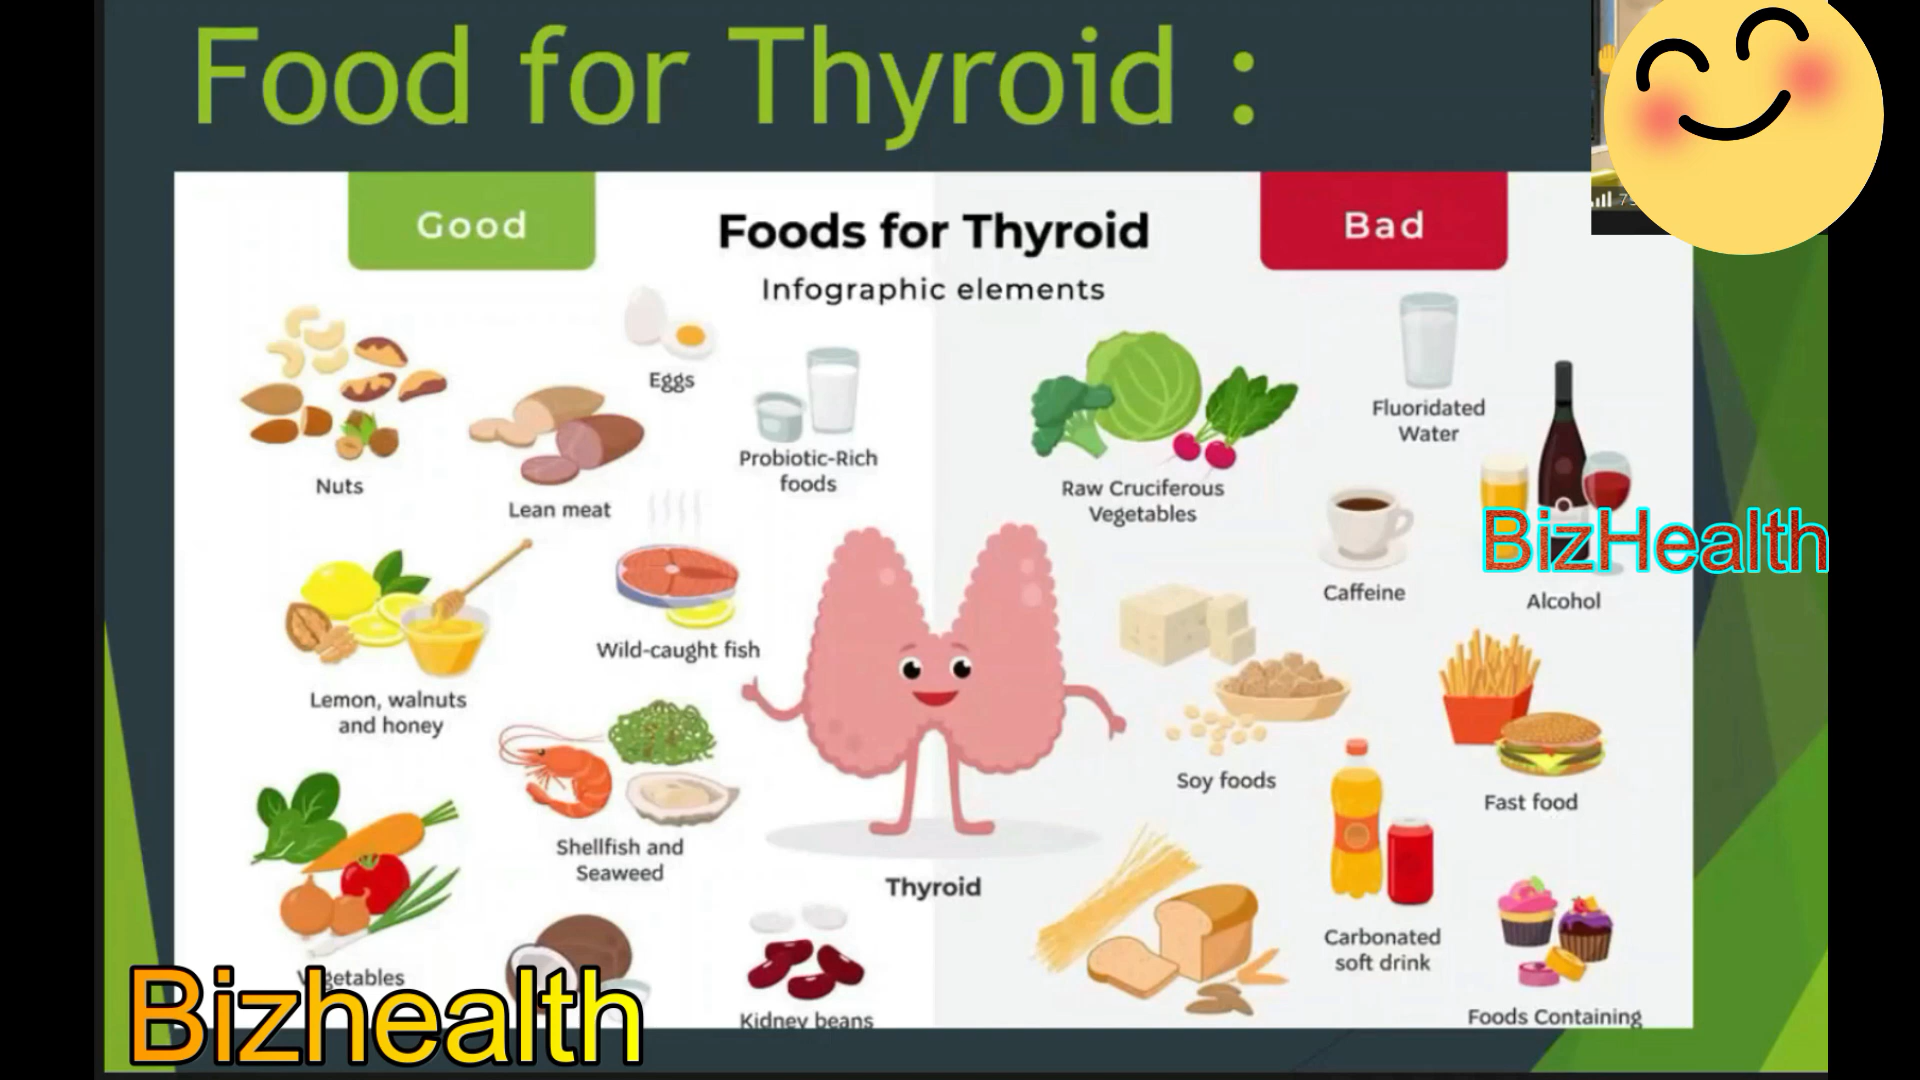 Food for Thyroid :
Good
Foods for Thyroid
Infographic elements
Bad
Eggs
Nuts
Lean meat
Probiotic-Rich
foods
Raw Cruciferous
Vegetables
Fluoridated
Water
Caffeine
BizHealth
Alcohol
Wild-caught fish
Lemon, walnuts
and honey
Soy foods
Fast food
Shellfish and
Seaweed
Thyroid
Carbonated
soft drink
Vegetables
Kidney beans
Foods Containing
Bizhealth